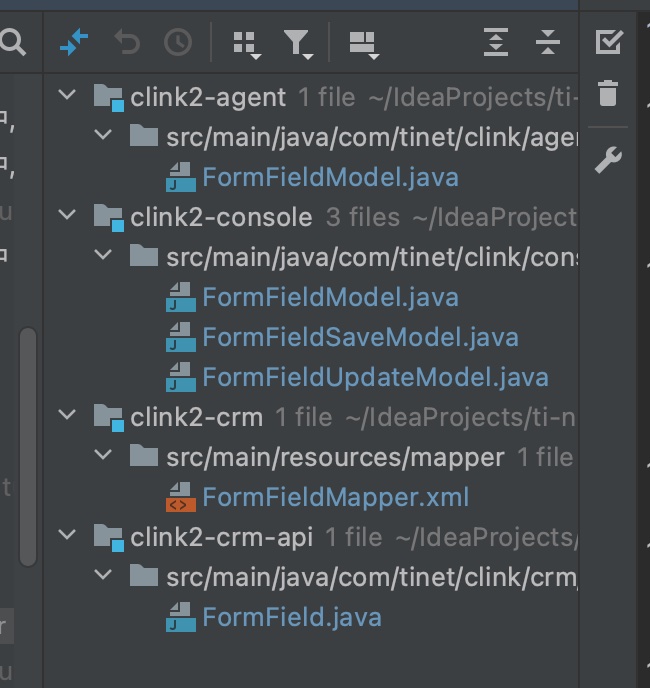 clink2-agent 1 file ~/IdeaProjects/ti-
src/main/java/com/tinet/clink/age
FormFieldModel.java
clink2-console 3 files ~/IdeaProject
src/main/java/com/tinet/clink/con
FormFieldModel.java
FormFieldSaveModel.java
FormFieldUpdateModel.java
clink2-crm 1 file ~/IdeaProjects/ti-n
src/main/resources/mapper 1 file
FormFieldMapper.xml
clink2-crm-api 1 file ~/IdeaProjects/
src/main/java/com/tinet/clink/crm
FormField.java